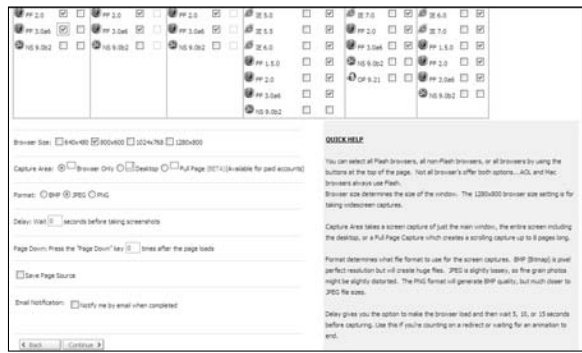 FF 2.0
FF 3.0a6
NS 9.0b2
FF 2.0
FF 3.0a6
NS 9.0b2
FF 2.0
FF 3.0a6
NS 9.0b2
IE 5.0
IE 5.5
IE 6.0
FF 1.5.0
FF 2.0
FF 3.0a6
NS 9.0b2
IE 7.0
FF 2.0
FF 3.0a6
NS 9.0b2
OP 9.21
IE 6.0
IE 7.0
FF 1.5.0
FF 2.0
FF 3.0a6
NS 9.0b2
Browser Size: 640x480 800x600 1024x768 1280x800
Capture Area: Browser Only Desktop Full Page (BETA)(Available for paid accounts)
Format: BMP JPEG PNG
Delay: Wait 0 seconds before taking screenshots
Page Down: Press the "Page Down" key 0 times after the page loads
Save Page Source
Email Notification: Notify me by email when completed
Back Continue
QUICK HELP
You can select all Flash browsers, all non-Flash browsers, or all browsers by using the
buttons at the top of the page. Not all browser's offer both options...AOL and Mac
browsers always use Flash.
Browser size determines the size of the window. The 1280x800 browser size setting is for
taking widescreen captures.
Capture Area takes a screen capture of just the main window, the entire screen including
the desktop, or a Full Page Capture which creates a scrolling capture up to 8 pages long.
Format determines what file format to use for the screen captures. BMP (Bitmap) is pixel
perfect resolution but will create huge files. JPEG is slightly lossey, so fine grain photos
might be slightly distorted. The PNG format will generate BMP quality, but much closer to
JPEG file sizes.
Delay gives you the option to make the browser load and then wait 5, 10, or 15 seconds
before capturing. Use this if you're counting on a redirect or waiting for an animation to
end.